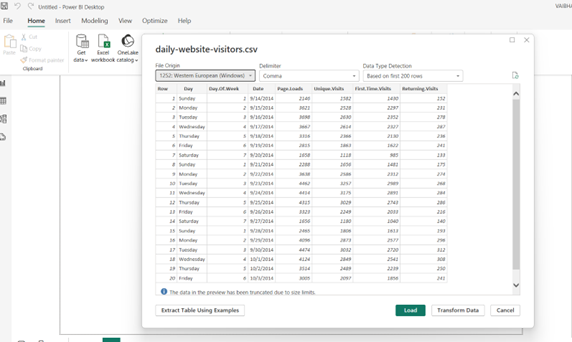 Untitled - Power BI Desktop
VAIBHA
File Home Insert Modeling View Optimize Help
Paste
Cut
Copy
Format painter
Clipboard
Get data
Excel workbook
OneLake catalog
daily-website-visitors.csv
File Origin Delimiter Data Type Detection
1252: Western European (Windows) Comma Based on first 200 rows
Row Day Day.Of.Week Date Page.Loads Unique.Visits First.Time.Visits Returning.Visits
1 Sunday 1 9/14/2014 2146 1582 1430 152
2 Monday 2 9/15/2014 3621 2528 2297 231
3 Tuesday 3 9/16/2014 3698 2630 2352 278
4 Wednesday 4 9/17/2014 3667 2614 2327 287
5 Thursday 5 9/18/2014 3316 2366 2130 236
6 Friday 6 9/19/2014 2815 1863 1622 241
7 Saturday 7 9/20/2014 1658 1118 985 133
8 Sunday 1 9/21/2014 2288 1656 1481 175
9 Monday 2 9/22/2014 3638 2586 2312 274
10 Tuesday 3 9/23/2014 4462 3257 2989 268
11 Wednesday 4 9/24/2014 4414 3175 2891 284
12 Thursday 5 9/25/2014 4315 3029 2743 286
13 Friday 6 9/26/2014 3323 2249 2033 216
14 Saturday 7 9/27/2014 1656 1180 1040 140
15 Sunday 1 9/28/2014 2465 1806 1613 193
16 Monday 2 9/29/2014 4096 2873 2577 296
17 Tuesday 3 9/30/2014 4474 3032 2720 312
18 Wednesday 4 10/1/2014 4124 2849 2541 308
19 Thursday 5 10/2/2014 3514 2489 2239 250
20 Friday 6 10/3/2014 3005 2097 1856 241
The data in the preview has been truncated due to size limits.
Extract Table Using Examples Load Transform Data Cancel